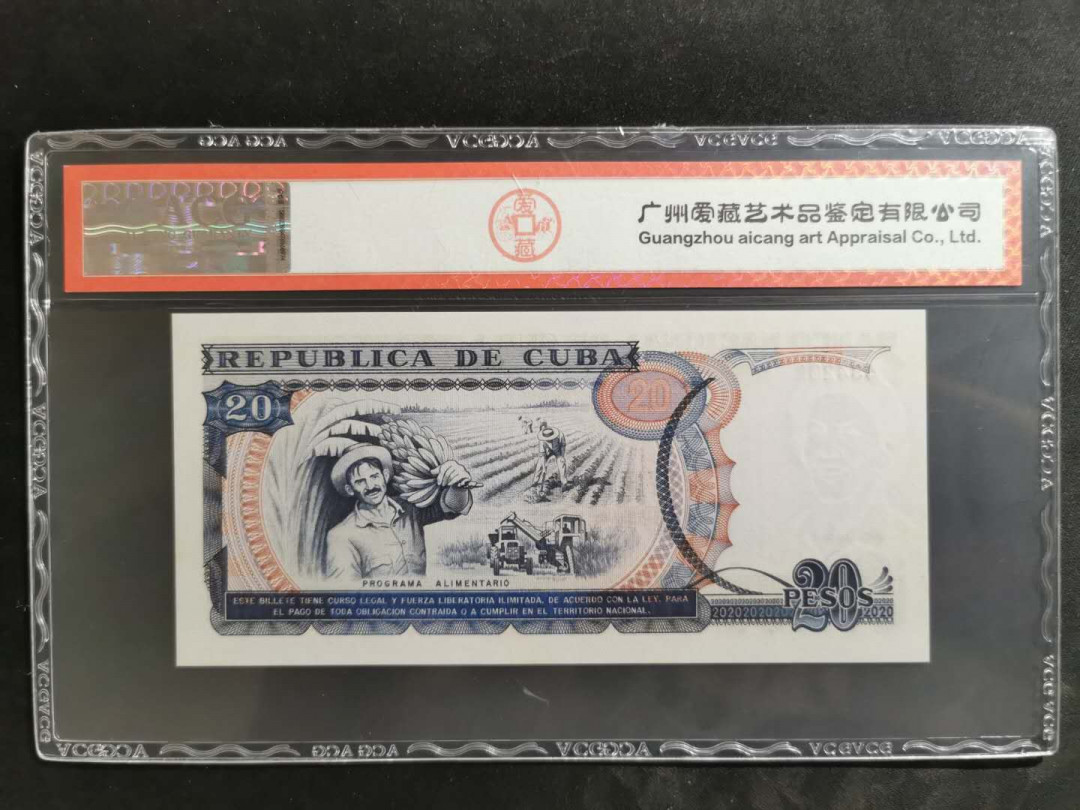 广州爱藏艺术品鉴定有限公司
Guangzhou aicang art Appraisal Co., Ltd.
爱
藏
REPUBLICA DE CUBA
20
20
PROGRAMA ALIMENTARIO
ESTE BILLETE TIENE CURSO LEGAL Y FUERZA LIBERATORIA ILIMITADA, DE ACUERDO CON LA LEY, PARA
EL PAGO DE TODA OBLIGACION CONTRAIDA O A CUMPLIR EN EL TERRITORIO NACIONAL.
20
PESOS